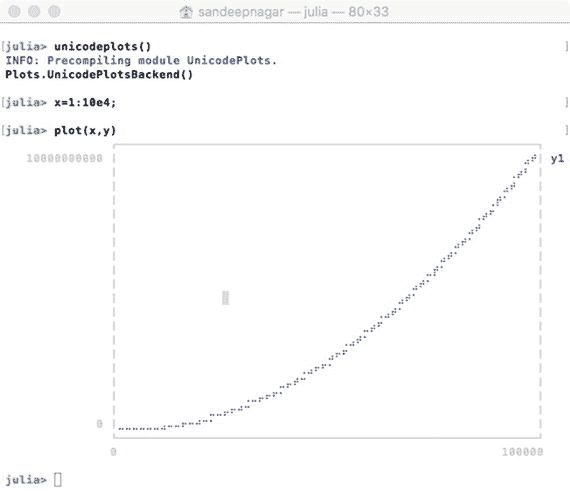 sandeepnagar — julia — 80×33
julia> unicodeplots()
INFO: Precompiling module UnicodePlots.
Plots.UnicodePlotsBackend()
julia> x=1:10e4;
julia> plot(x,y)
10000000000
y1
0
0 100000
julia>